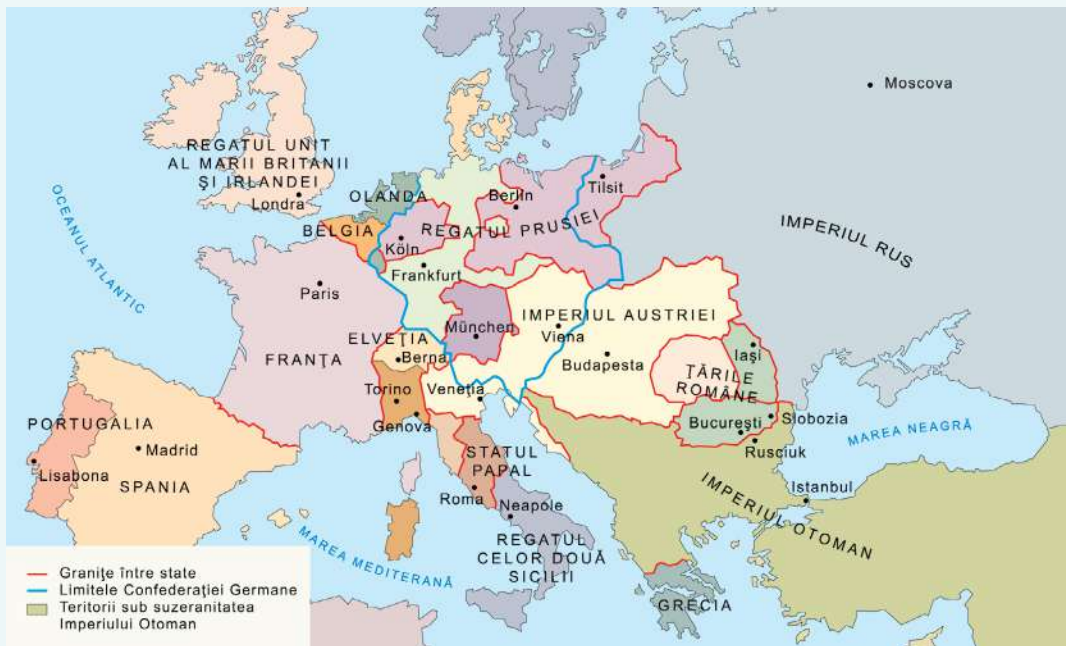 Moscova
REGATUL UNIT
AL MARII BRITANII
ŞI IRLANDEI
Londra
OLANDA
Berlin
Tilsit
OCEANUL ATLANTIC
BELGIA
Köln
REGATUL PRUSIEI
IMPERIUL RUS
Frankfurt
Paris
IMPERIUL AUSTRIEI
München
Viena
ELVEŢIA
Berna
FRANŢA
Budapesta
Iaşi
ŢĂRILE
ROMÂNE
Torino
Veneţia
Genova
Bucureşti
Slobozia
MAREA NEAGRĂ
Rusciuk
PORTUGALIA
Madrid
Lisabona
SPANIA
STATUL
PAPAL
Roma
Neapole
IMPERIUL OTOMAN
Istanbul
MAREA MEDITERANĂ
REGATUL
CELOR DOUĂ
SICILII
GRECIA
Graniţe între state
Limitele Confederaţiei Germane
Teritorii sub suzeranitatea
Imperiului Otoman